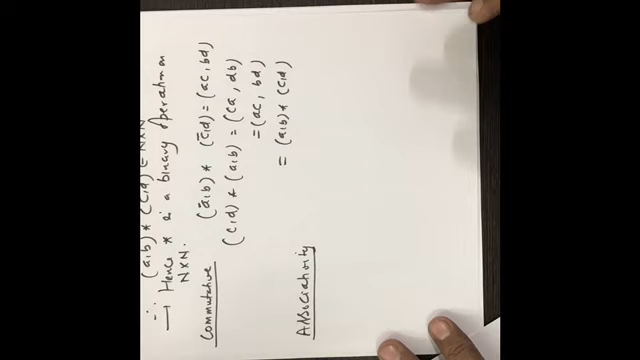 ∴ (a,b) * (c,d) ∈ N×N
→ Hence * is a binary operation on
N×N.
Commutative
(a,b) * (c,d) = (ac, bd)
(c,d) * (a,b) = (ca, db)
= (ac, bd)
= (a,b) * (c,d)
Associativity